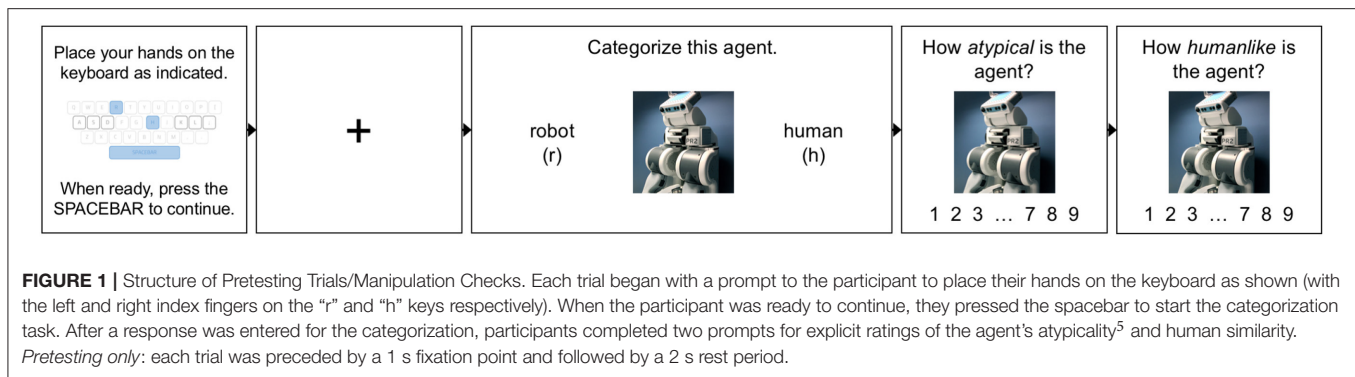 Place your hands on the
keyboard as indicated.
SPACEBAR
When ready, press the
SPACEBAR to continue.
+
Categorize this agent.
robot
(r)
PR2
human
(h)
How atypical is the
agent?
PR2
1 2 3 ... 7 8 9
How humanlike is
the agent?
PR2
1 2 3 ... 7 8 9
FIGURE 1 | Structure of Pretesting Trials/Manipulation Checks. Each trial began with a prompt to the participant to place their hands on the keyboard as shown (with
the left and right index fingers on the “r” and “h” keys respectively). When the participant was ready to continue, they pressed the spacebar to start the categorization
task. After a response was entered for the categorization, participants completed two prompts for explicit ratings of the agent’s atypicality⁵ and human similarity.
Pretesting only: each trial was preceded by a 1 s fixation point and followed by a 2 s rest period.